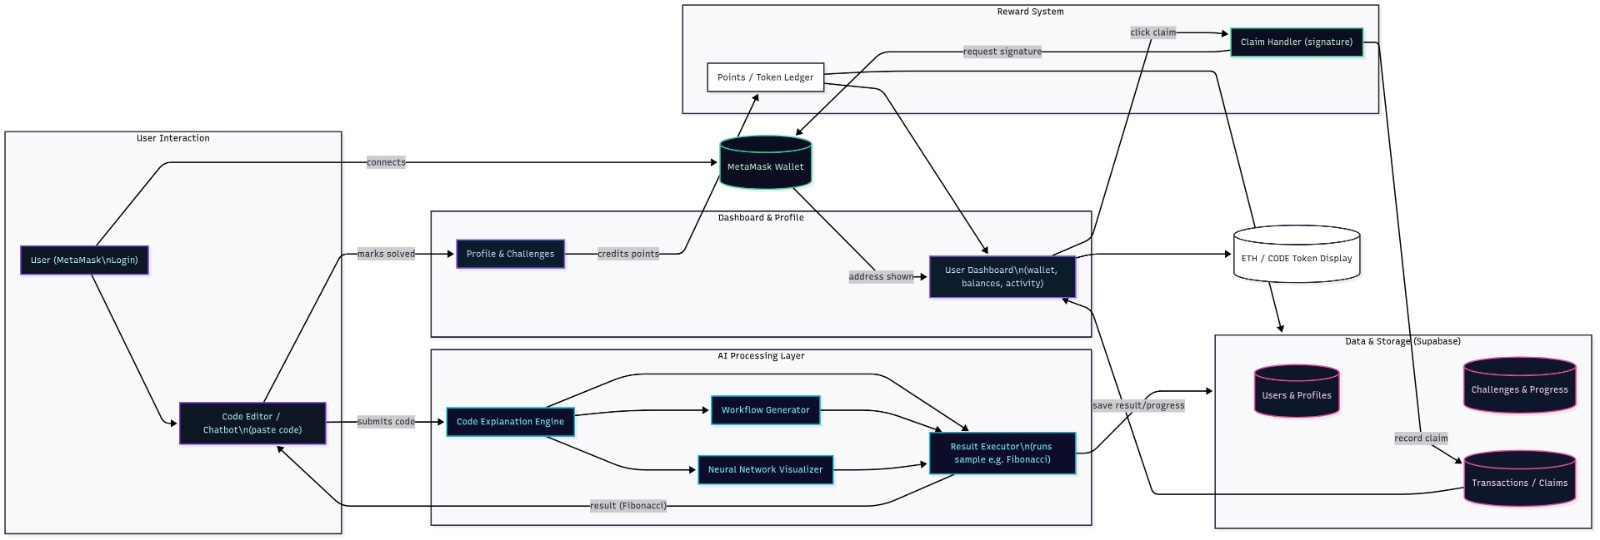 Reward System
click claim
Claim Handler (signature)
request signature
Points / Token Ledger
User Interaction
connects
MetaMask Wallet
Dashboard & Profile
User (MetaMask\nLogin)
marks solved
Profile & Challenges
credits points
address shown
User Dashboard\n(wallet,
balances, activity)
ETH / CODE Token Display
AI Processing Layer
Data & Storage (Supabase)
Code Editor /
Chatbot\n(paste code)
submits code
Code Explanation Engine
Workflow Generator
Neural Network Visualizer
Result Executor\n(runs
sample e.g. Fibonacci)
save result/progress
Users & Profiles
Challenges & Progress
record claim
Transactions / Claims
result (Fibonacci)